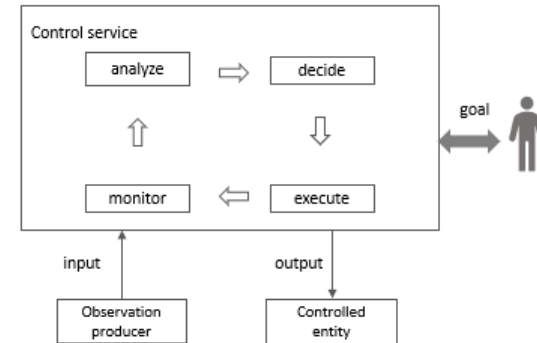 Control service
analyze
decide
goal
monitor
execute
input
output
Observation
producer
Controlled
entity